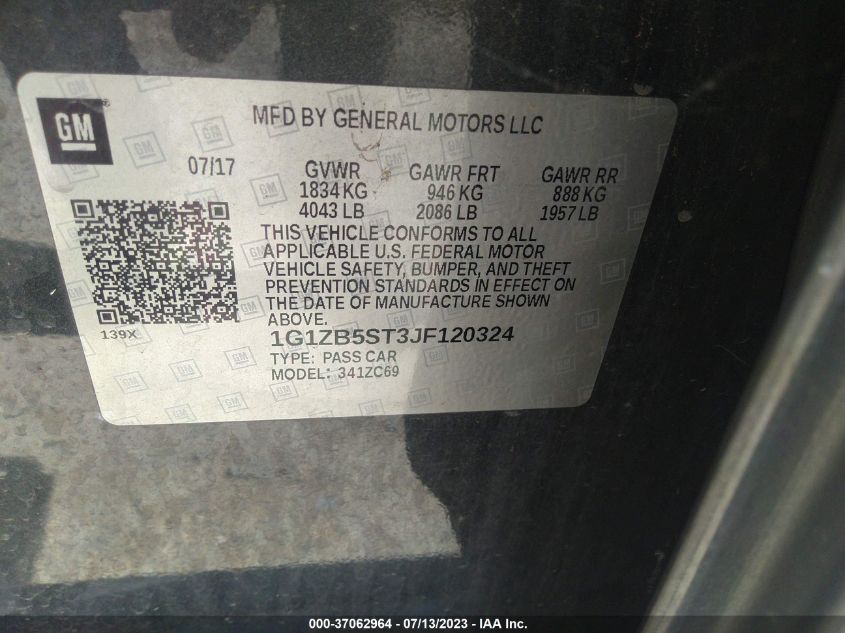 GM
MFD BY GENERAL MOTORS LLC
07/17
GVWR GAWR FRT GAWR RR
1834 KG 946 KG 888 KG
4043 LB 2086 LB 1957 LB
THIS VEHICLE CONFORMS TO ALL
APPLICABLE U.S. FEDERAL MOTOR
VEHICLE SAFETY, BUMPER, AND THEFT
PREVENTION STANDARDS IN EFFECT ON
THE DATE OF MANUFACTURE SHOWN
ABOVE.
139X
1G1ZB5ST3JF120324
TYPE: PASS CAR
MODEL: 341ZC69
000-37062964 - 07/13/2023 - IAA Inc.